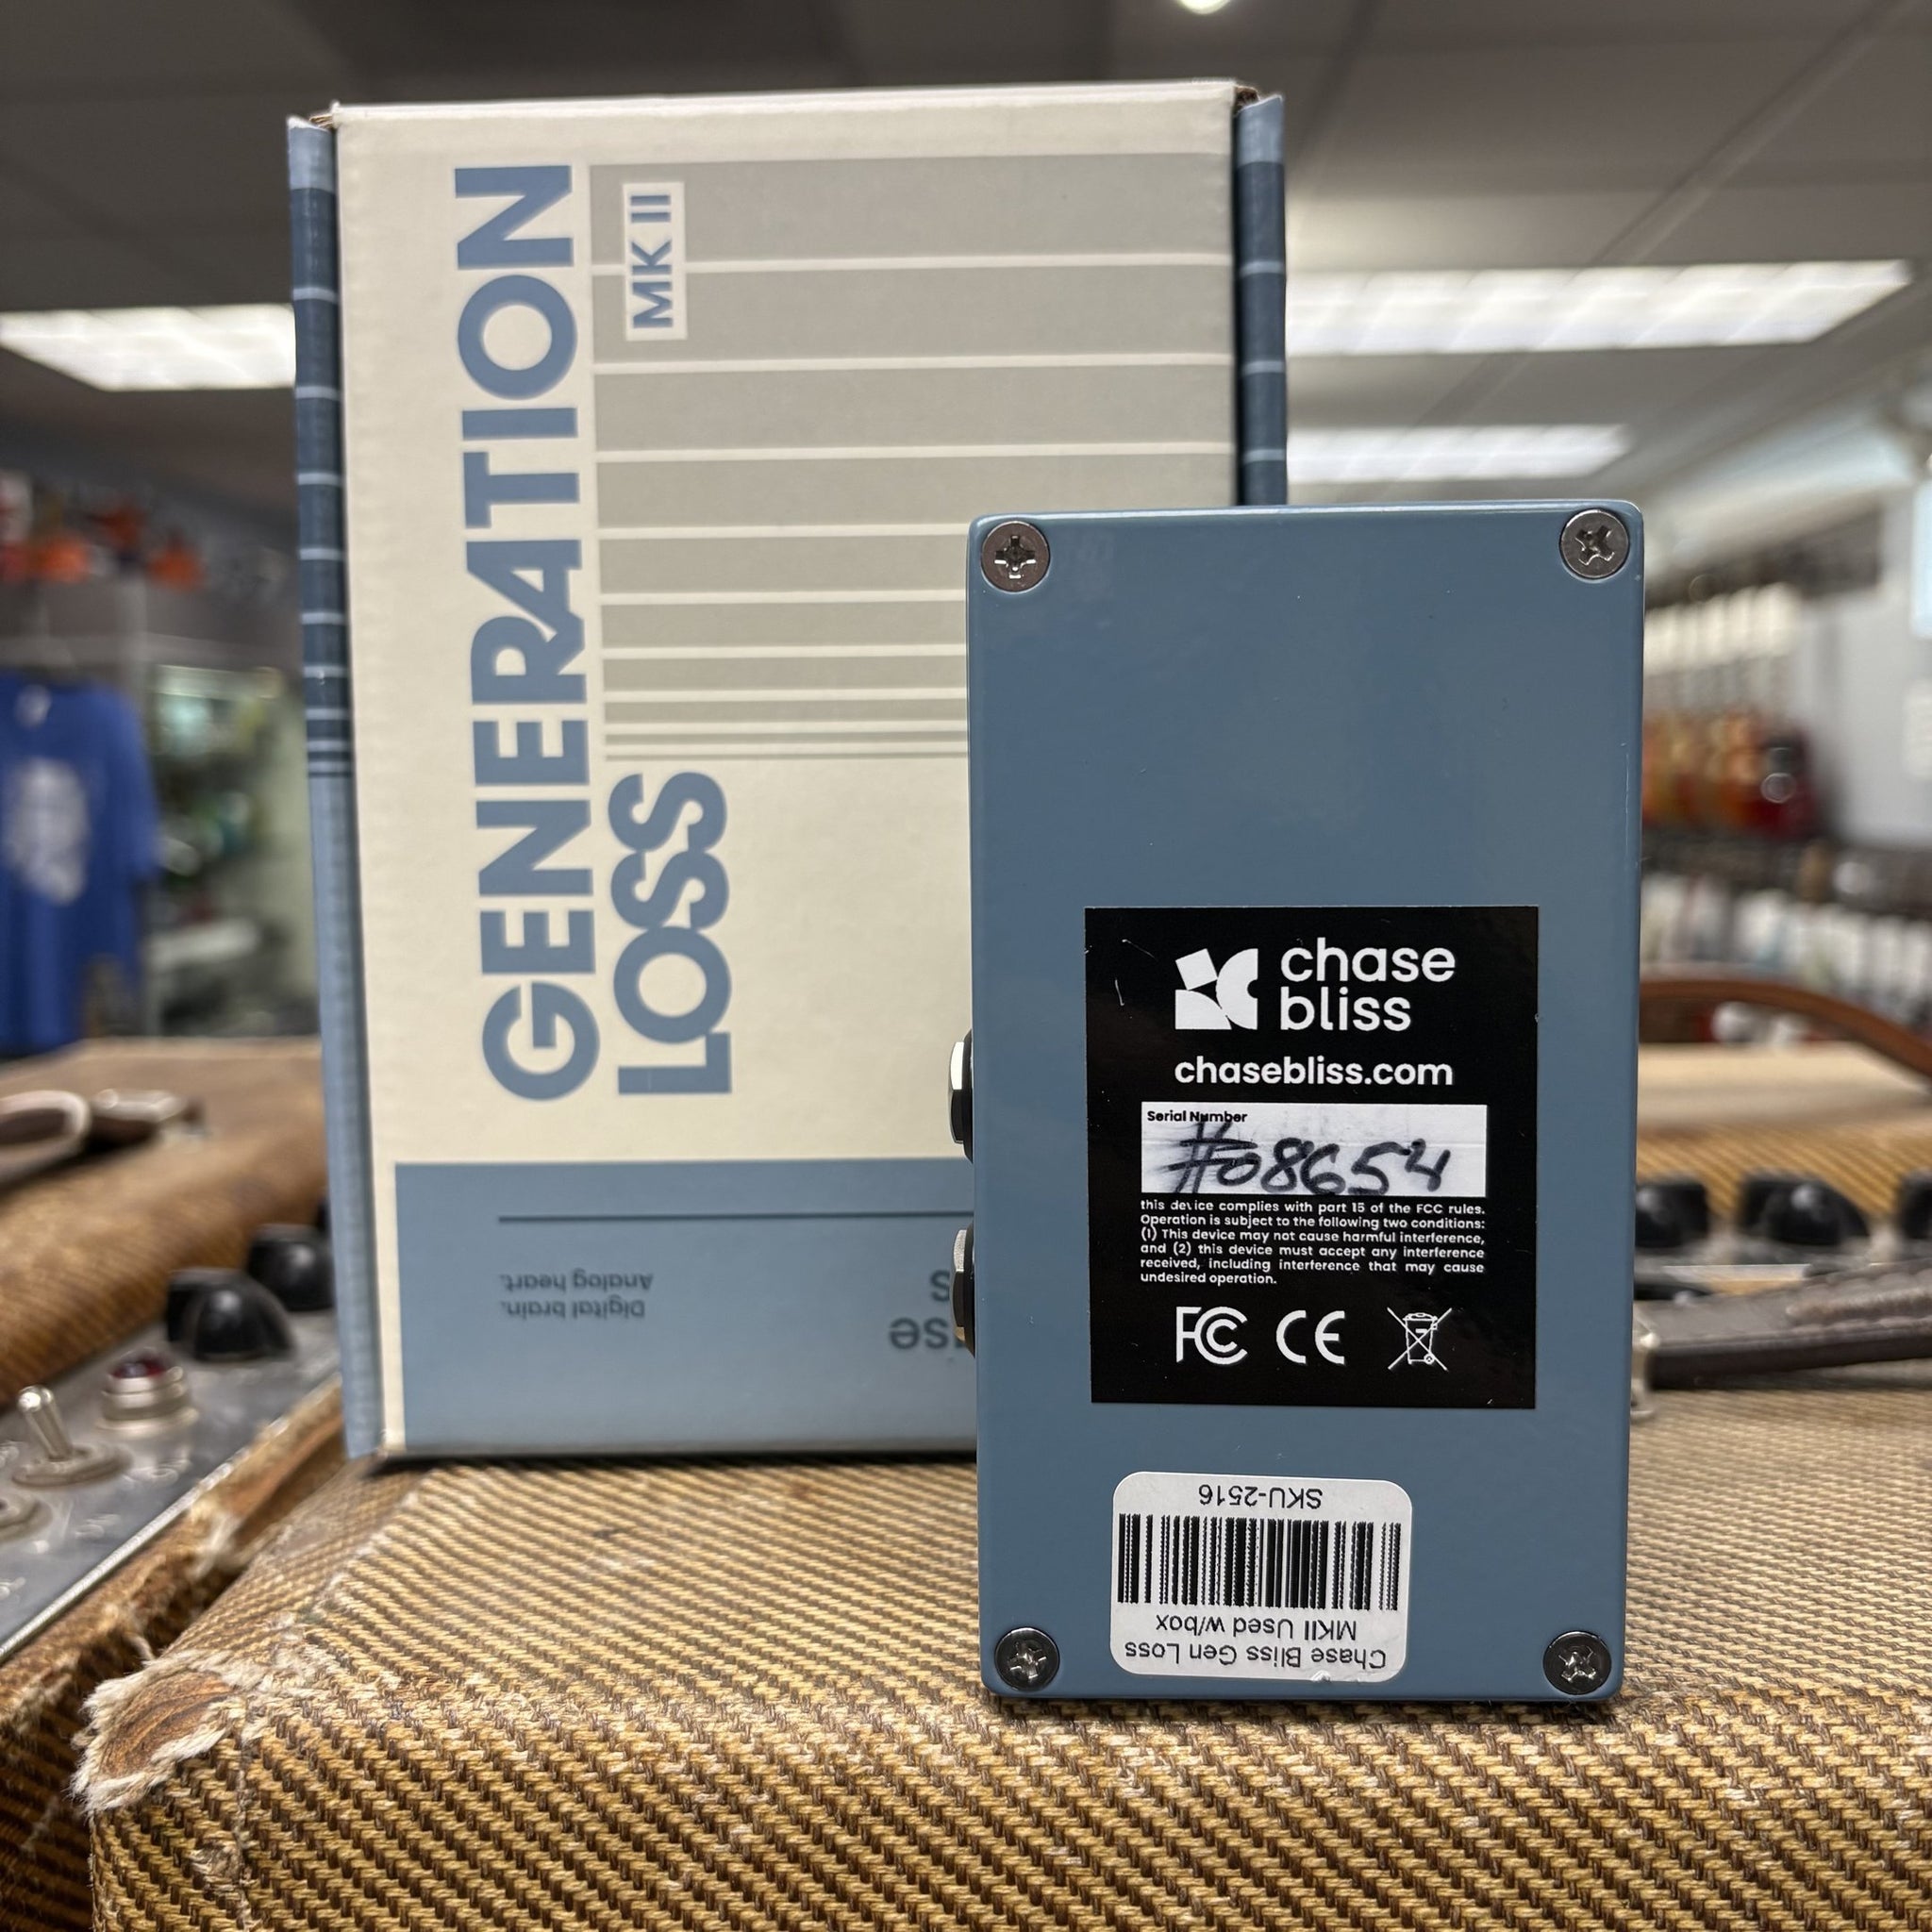 GENERATION
LOSS
MK II
Digital brain.
Analog heart.
chase
bliss
chasebliss.com
Serial Number
#08654
this device complies with part 15 of the FCC rules.
Operation is subject to the following two conditions:
(1) This device may not cause harmful interference,
and (2) this device must accept any interference
received, including interference that may cause
undesired operation.
FC CE
Chase Bliss Gen Loss
MKII Used w/box
SKU-2516